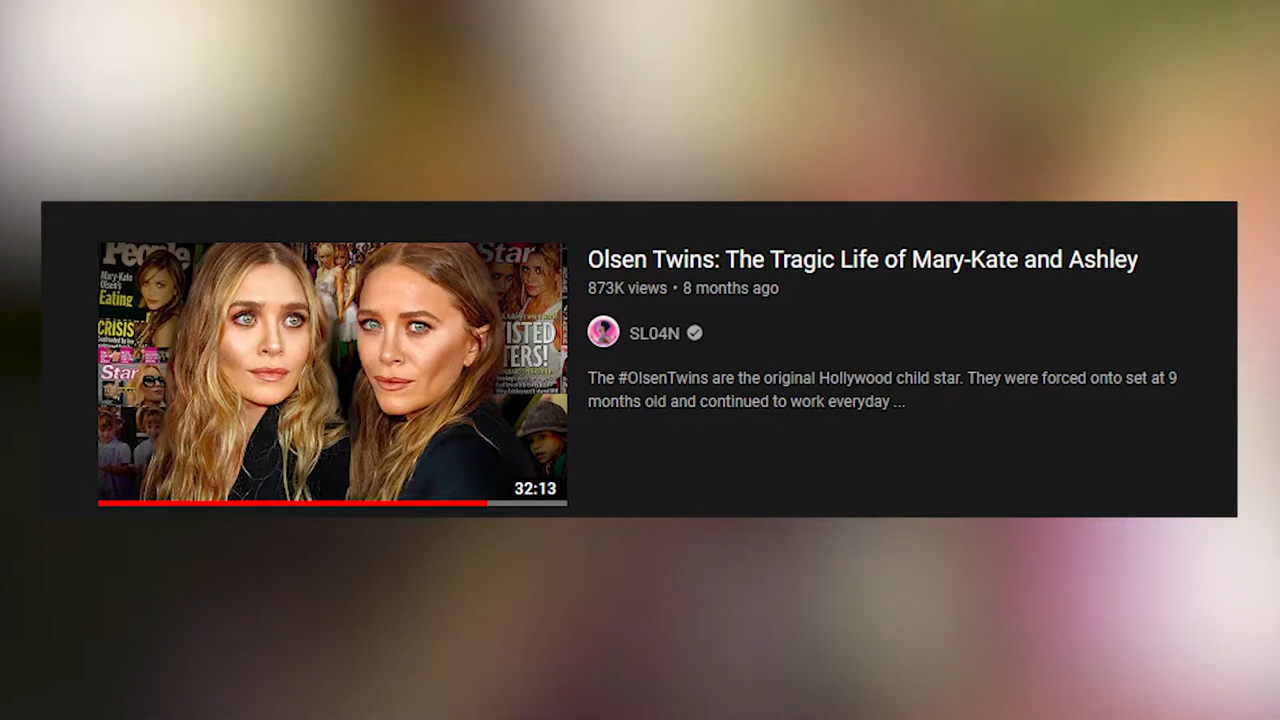 Olsen Twins: The Tragic Life of Mary-Kate and Ashley
873K views • 8 months ago
SL04N
The #OlsenTwins are the original Hollywood child star. They were forced onto set at 9
months old and continued to work everyday ...
People
Mary-Kate
Olsen's
Eating
CRISIS
Star
Star
ISTED
TERS!
32:13